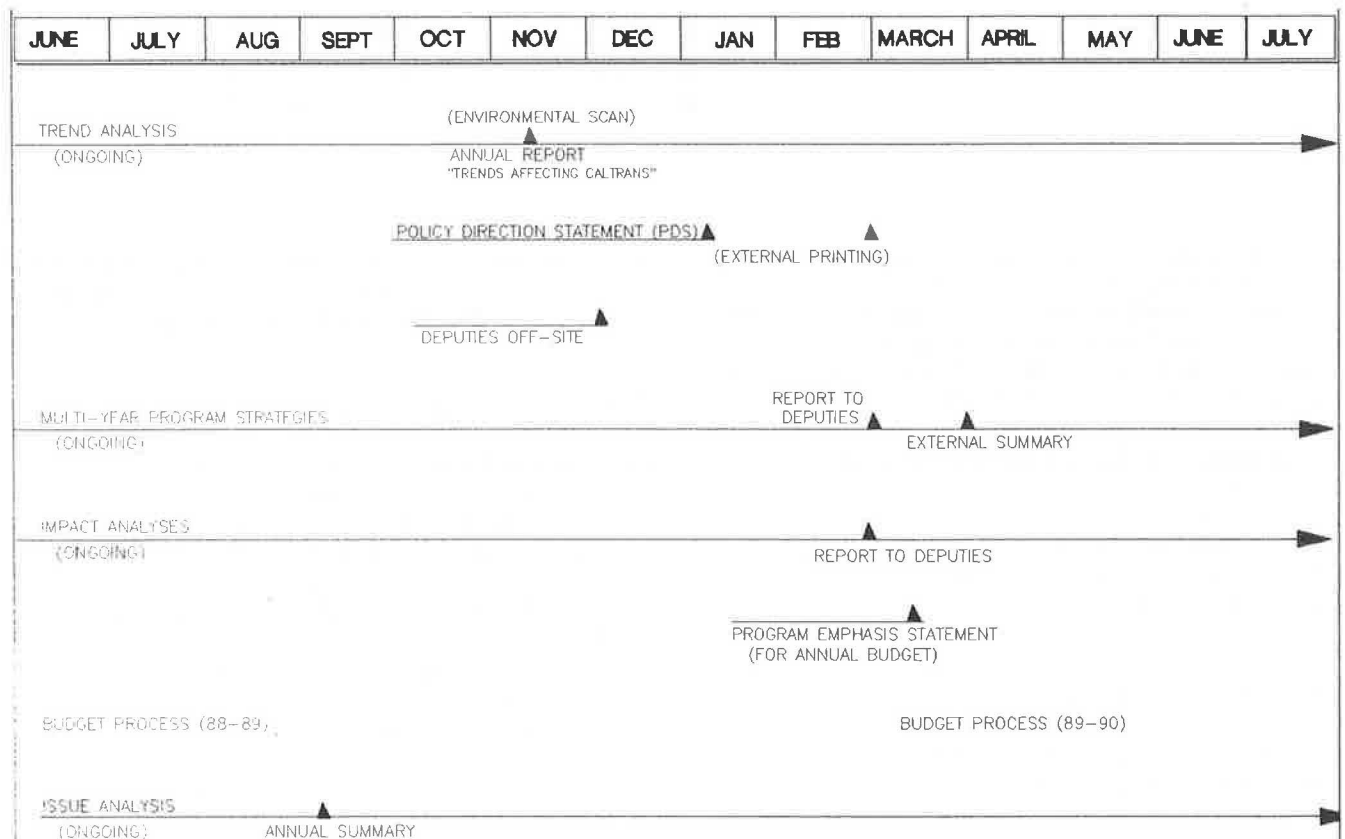 JUNE JULY AUG SEPT OCT NOV DEC JAN FEB MARCH APRIL MAY JUNE JULY
(ENVIRONMENTAL SCAN)
TREND ANALYSIS
(ONGOING)
ANNUAL REPORT
"TRENDS AFFECTING CALTRANS"
POLICY DIRECTION STATEMENT (PDS)
(EXTERNAL PRINTING)
DEPUTIES OFF-SITE
REPORT TO
DEPUTIES
MULTI-YEAR PROGRAM STRATEGIES
(ONGOING)
EXTERNAL SUMMARY
IMPACT ANALYSES
(ONGOING)
REPORT TO DEPUTIES
PROGRAM EMPHASIS STATEMENT
(FOR ANNUAL BUDGET)
BUDGET PROCESS (88-89)
BUDGET PROCESS (89-90)
ISSUE ANALYSIS
(ONGOING)
ANNUAL SUMMARY